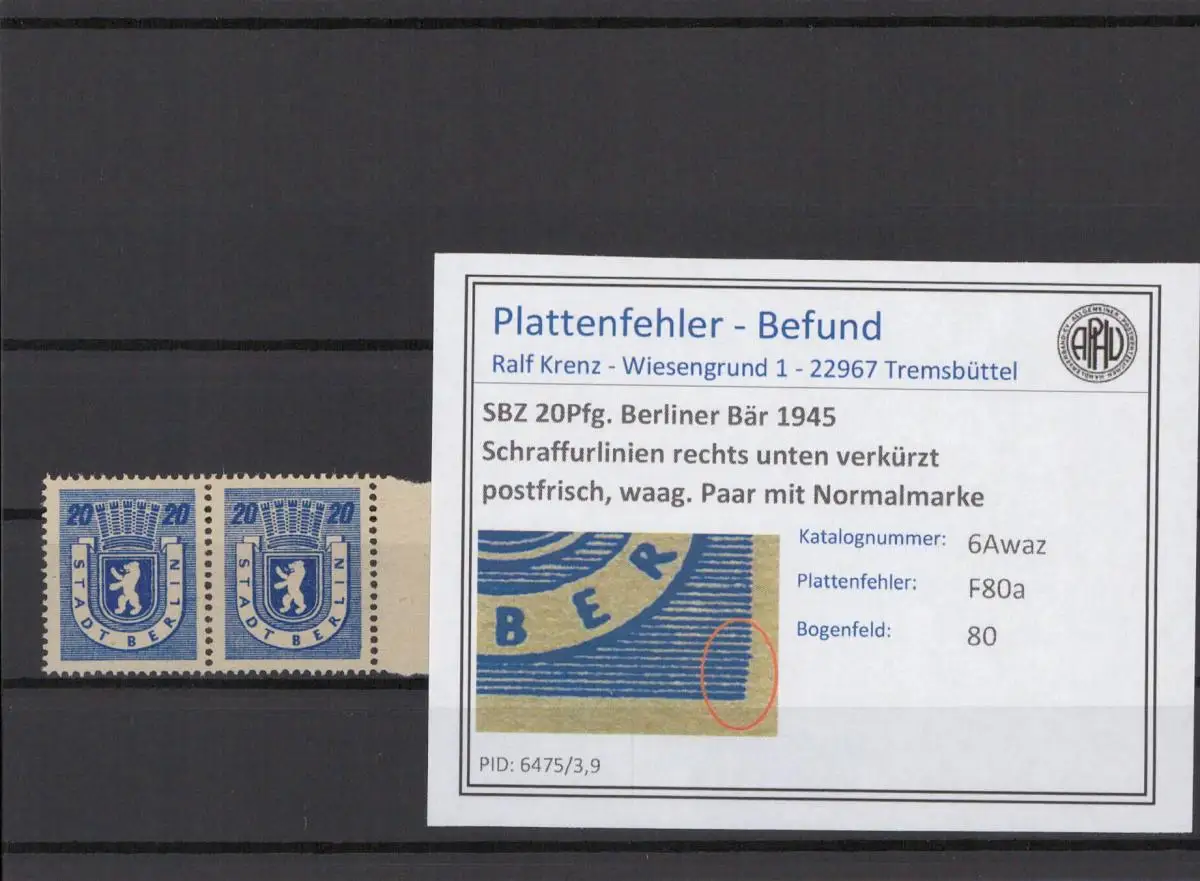 20 20
STADT BERLIN
20 20
STADT BERLIN
Plattenfehler - Befund
Ralf Krenz - Wiesengrund 1 - 22967 Tremsbüttel
APHV
SBZ 20Pfg. Berliner Bär 1945
Schraffurlinien rechts unten verkürzt
postfrisch, waag. Paar mit Normalmarke
BER
Katalognummer: 6Awaz
Plattenfehler: F80a
Bogenfeld: 80
PID: 6475/3,9